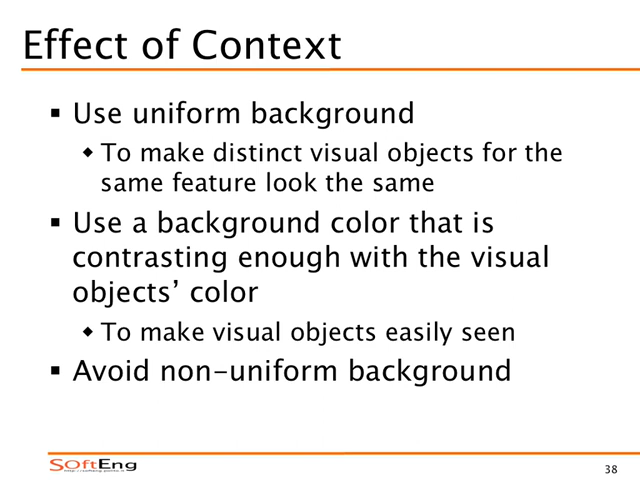 Effect of Context
▪ Use uniform background
◆ To make distinct visual objects for the
same feature look the same
▪ Use a background color that is
contrasting enough with the visual
objects’ color
◆ To make visual objects easily seen
▪ Avoid non-uniform background
SOftEng
38